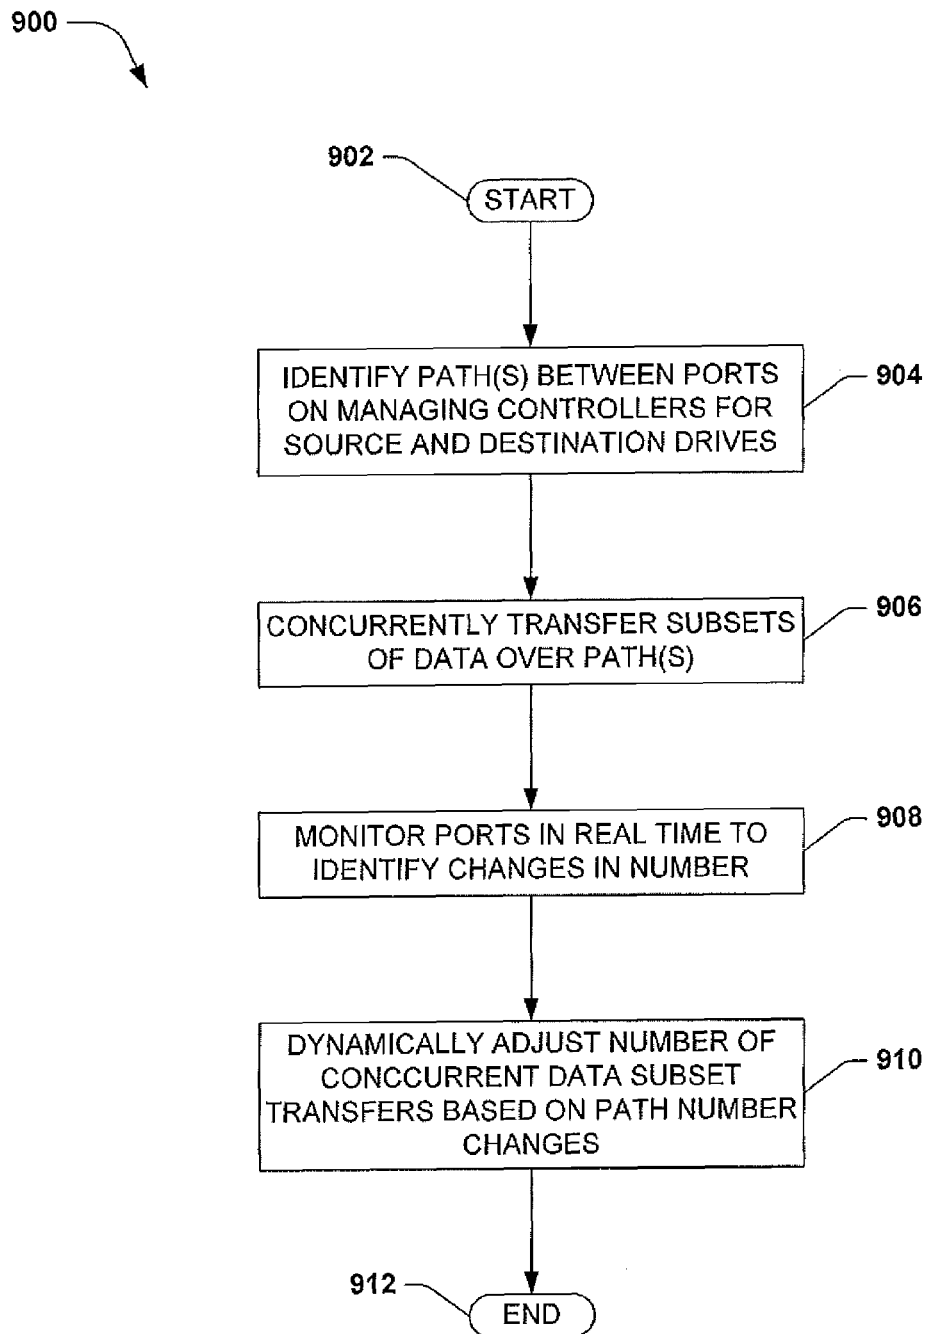 900
902
START
IDENTIFY PATH(S) BETWEEN PORTS
ON MANAGING CONTROLLERS FOR
SOURCE AND DESTINATION DRIVES
904
CONCURRENTLY TRANSFER SUBSETS
OF DATA OVER PATH(S)
906
MONITOR PORTS IN REAL TIME TO
IDENTIFY CHANGES IN NUMBER
908
DYNAMICALLY ADJUST NUMBER OF
CONCCURRENT DATA SUBSET
TRANSFERS BASED ON PATH NUMBER
CHANGES
910
912
END